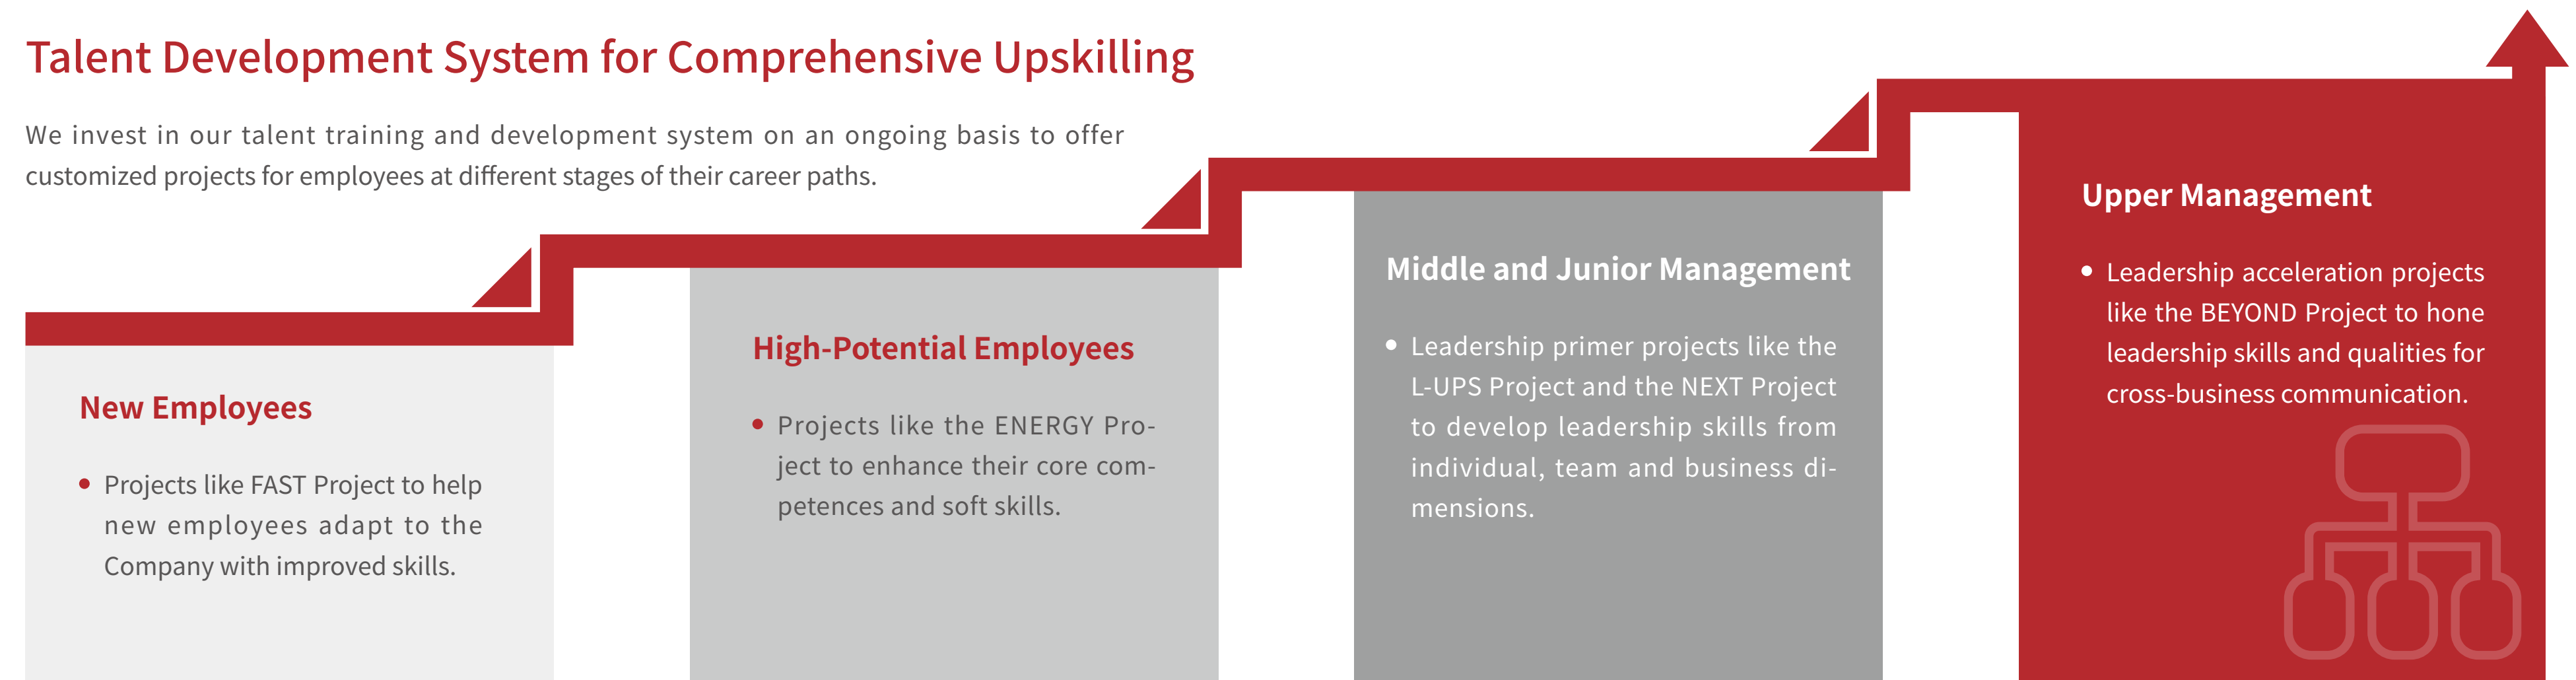 Talent Development System for Comprehensive Upskilling
We invest in our talent training and development system on an ongoing basis to offer
customized projects for employees at different stages of their career paths.
New Employees
Projects like FAST Project to help
new employees adapt to the
Company with improved skills.
High-Potential Employees
Projects like the ENERGY Pro-
ject to enhance their core com-
petences and soft skills.
Middle and Junior Management
Leadership primer projects like the
L-UPS Project and the NEXT Project
to develop leadership skills from
individual, team and business di-
mensions.
Upper Management
Leadership acceleration projects
like the BEYOND Project to hone
leadership skills and qualities for
cross-business communication.